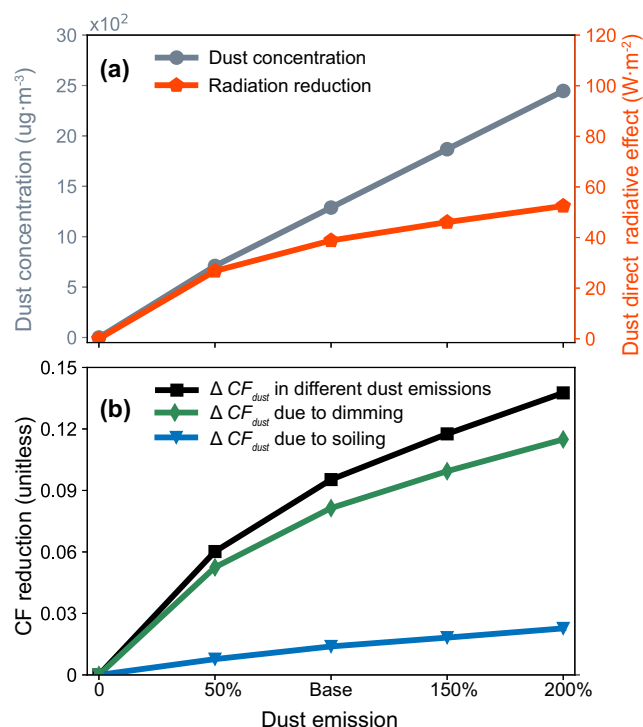 ×10²
30
25
20
15
10
5
0
Dust concentration (ug·m⁻³)
(a)
Dust concentration
Radiation reduction
120
100
80
60
40
20
0
Dust direct radiative effect (W·m⁻²)
0.15
0.12
0.09
0.06
0.03
0
CF reduction (unitless)
(b)
Δ CF_dust in different dust emissions
Δ CF_dust due to dimming
Δ CF_dust due to soiling
0 50% Base 150% 200%
Dust emission